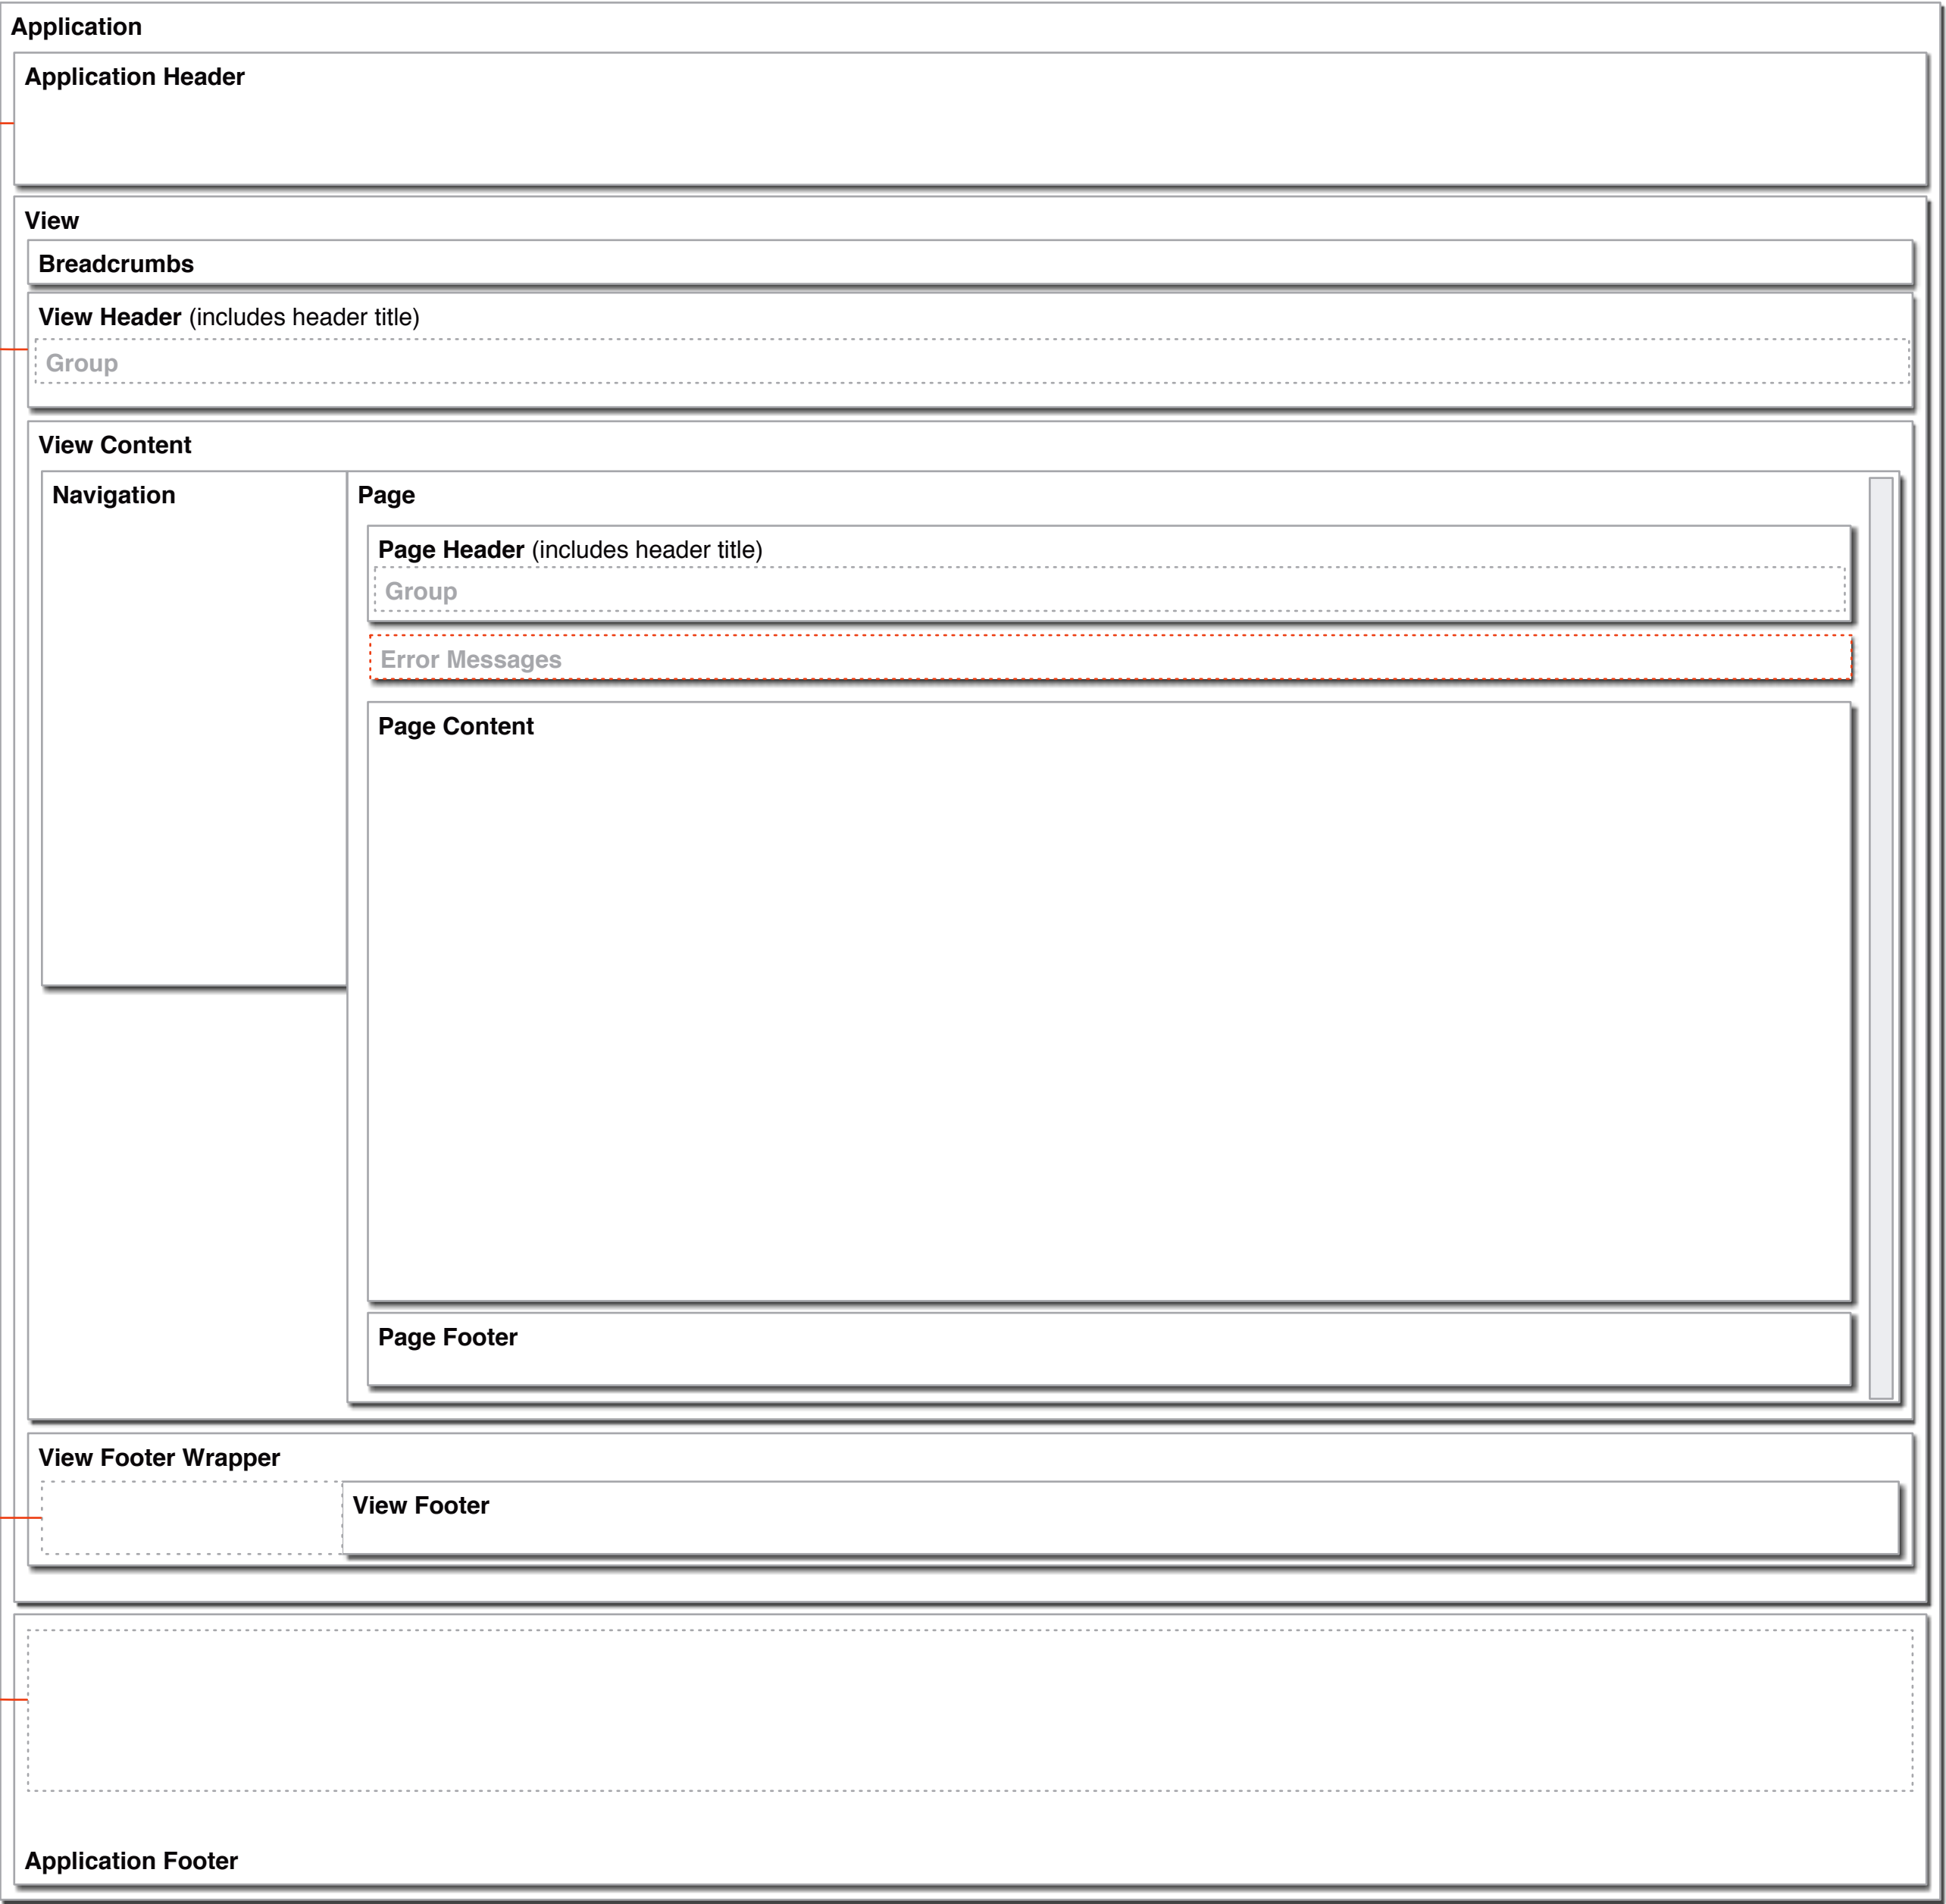 Application
Application Header
View
Breadcrumbs
View Header (includes header title)
Group
View Content
Navigation
Page
Page Header (includes header title)
Group
Error Messages
Page Content
Page Footer
View Footer Wrapper
View Footer
Application Footer